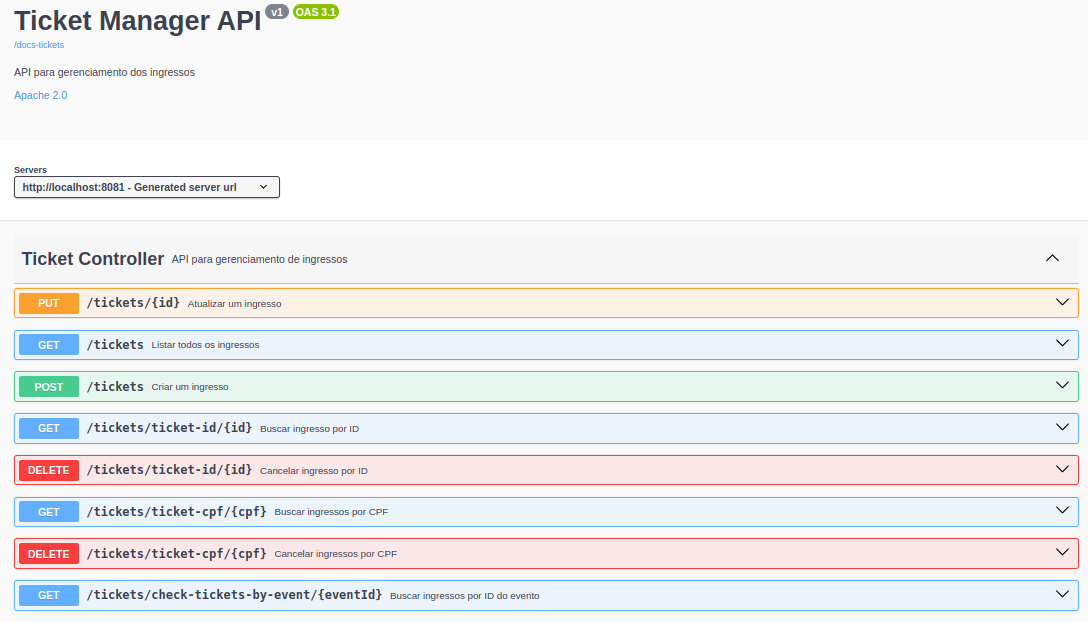 Ticket Manager API v1 OAS 3.1
/docs-tickets
API para gerenciamento dos ingressos
Apache 2.0
Servers
http://localhost:8081 - Generated server url
Ticket Controller API para gerenciamento de ingressos
PUT /tickets/{id} Atualizar um ingresso
GET /tickets Listar todos os ingressos
POST /tickets Criar um ingresso
GET /tickets/ticket-id/{id} Buscar ingresso por ID
DELETE /tickets/ticket-id/{id} Cancelar ingresso por ID
GET /tickets/ticket-cpf/{cpf} Buscar ingressos por CPF
DELETE /tickets/ticket-cpf/{cpf} Cancelar ingressos por CPF
GET /tickets/check-tickets-by-event/{eventId} Buscar ingressos por ID do evento